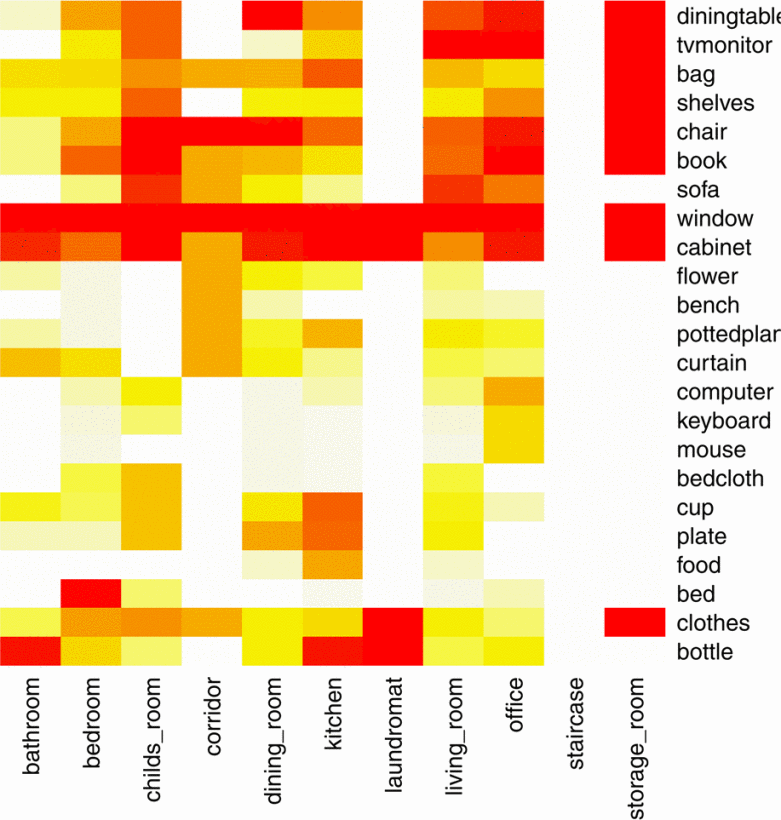 diningtable
tvmonitor
bag
shelves
chair
book
sofa
window
cabinet
flower
bench
pottedplan
curtain
computer
keyboard
mouse
bedcloth
cup
plate
food
bed
clothes
bottle
bathroom
bedroom
childs_room
corridor
dining_room
kitchen
laundromat
living_room
office
staircase
storage_room